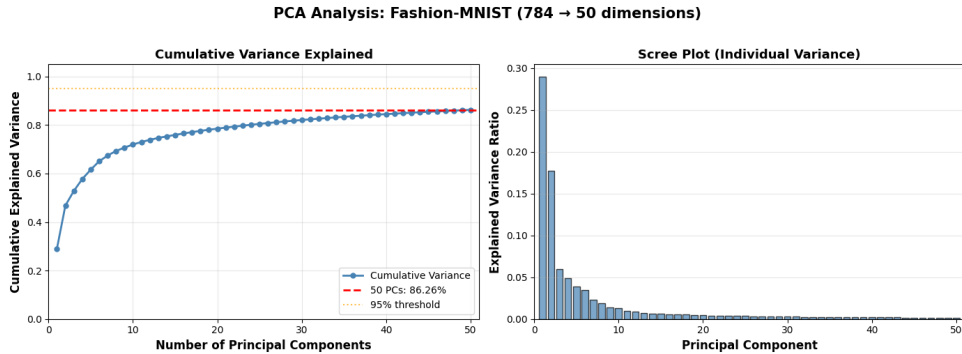 PCA Analysis: Fashion-MNIST (784 → 50 dimensions)
Cumulative Variance Explained
Cumulative Explained Variance
1.0
0.8
0.6
0.4
0.2
0.0
0
10
20
30
40
50
Number of Principal Components
Cumulative Variance
50 PCs: 86.26%
95% threshold
Scree Plot (Individual Variance)
Explained Variance Ratio
0.30
0.25
0.20
0.15
0.10
0.05
0.00
0
10
20
30
40
50
Principal Component